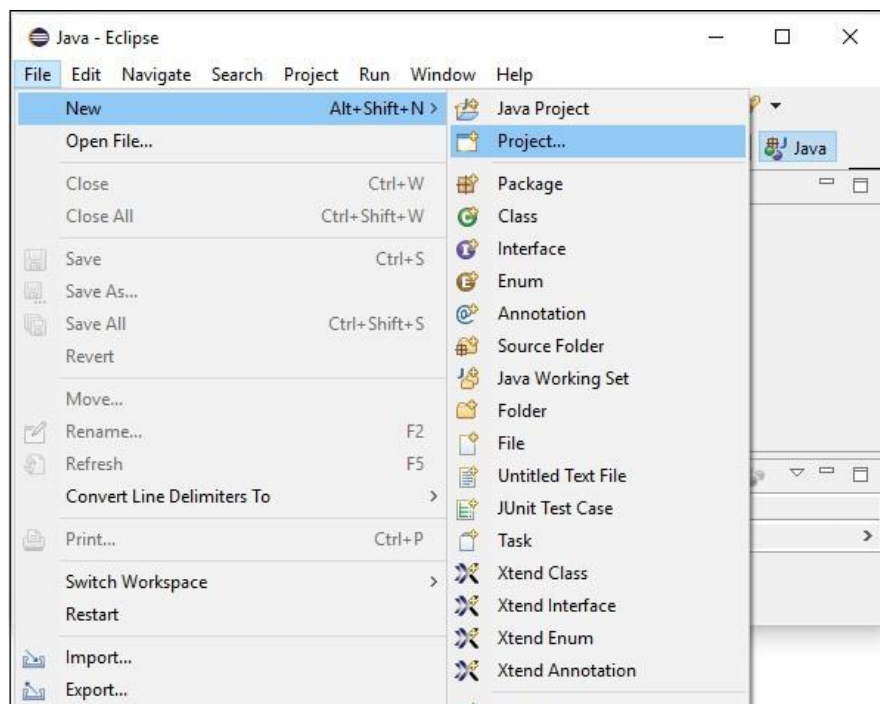 Java - Eclipse
File Edit Navigate Search Project Run Window Help
New Alt+Shift+N >
Open File...
Close Ctrl+W
Close All Ctrl+Shift+W
Save Ctrl+S
Save As...
Save All Ctrl+Shift+S
Revert
Move...
Rename... F2
Refresh F5
Convert Line Delimiters To >
Print... Ctrl+P
Switch Workspace >
Restart
Import...
Export...
Java Project
Project...
Package
Class
Interface
Enum
Annotation
Source Folder
Java Working Set
Folder
File
Untitled Text File
JUnit Test Case
Task
Xtend Class
Xtend Interface
Xtend Enum
Xtend Annotation
Java